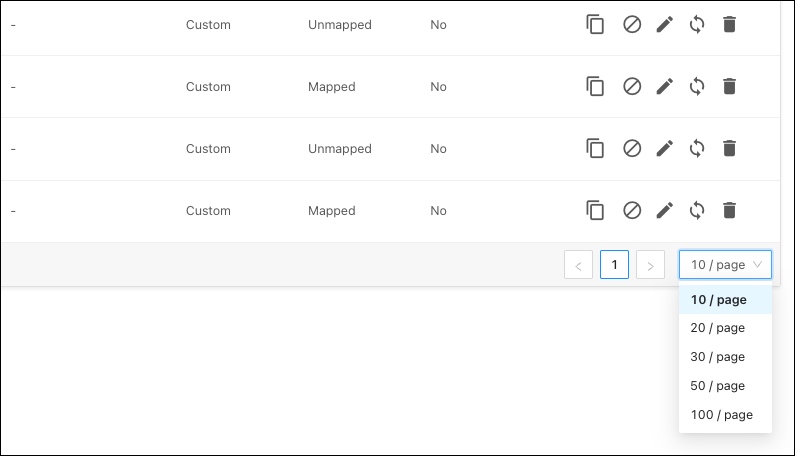 - Custom Unmapped No
- Custom Mapped No
- Custom Unmapped No
- Custom Mapped No
< 1 > 10 / page
10 / page
20 / page
30 / page
50 / page
100 / page